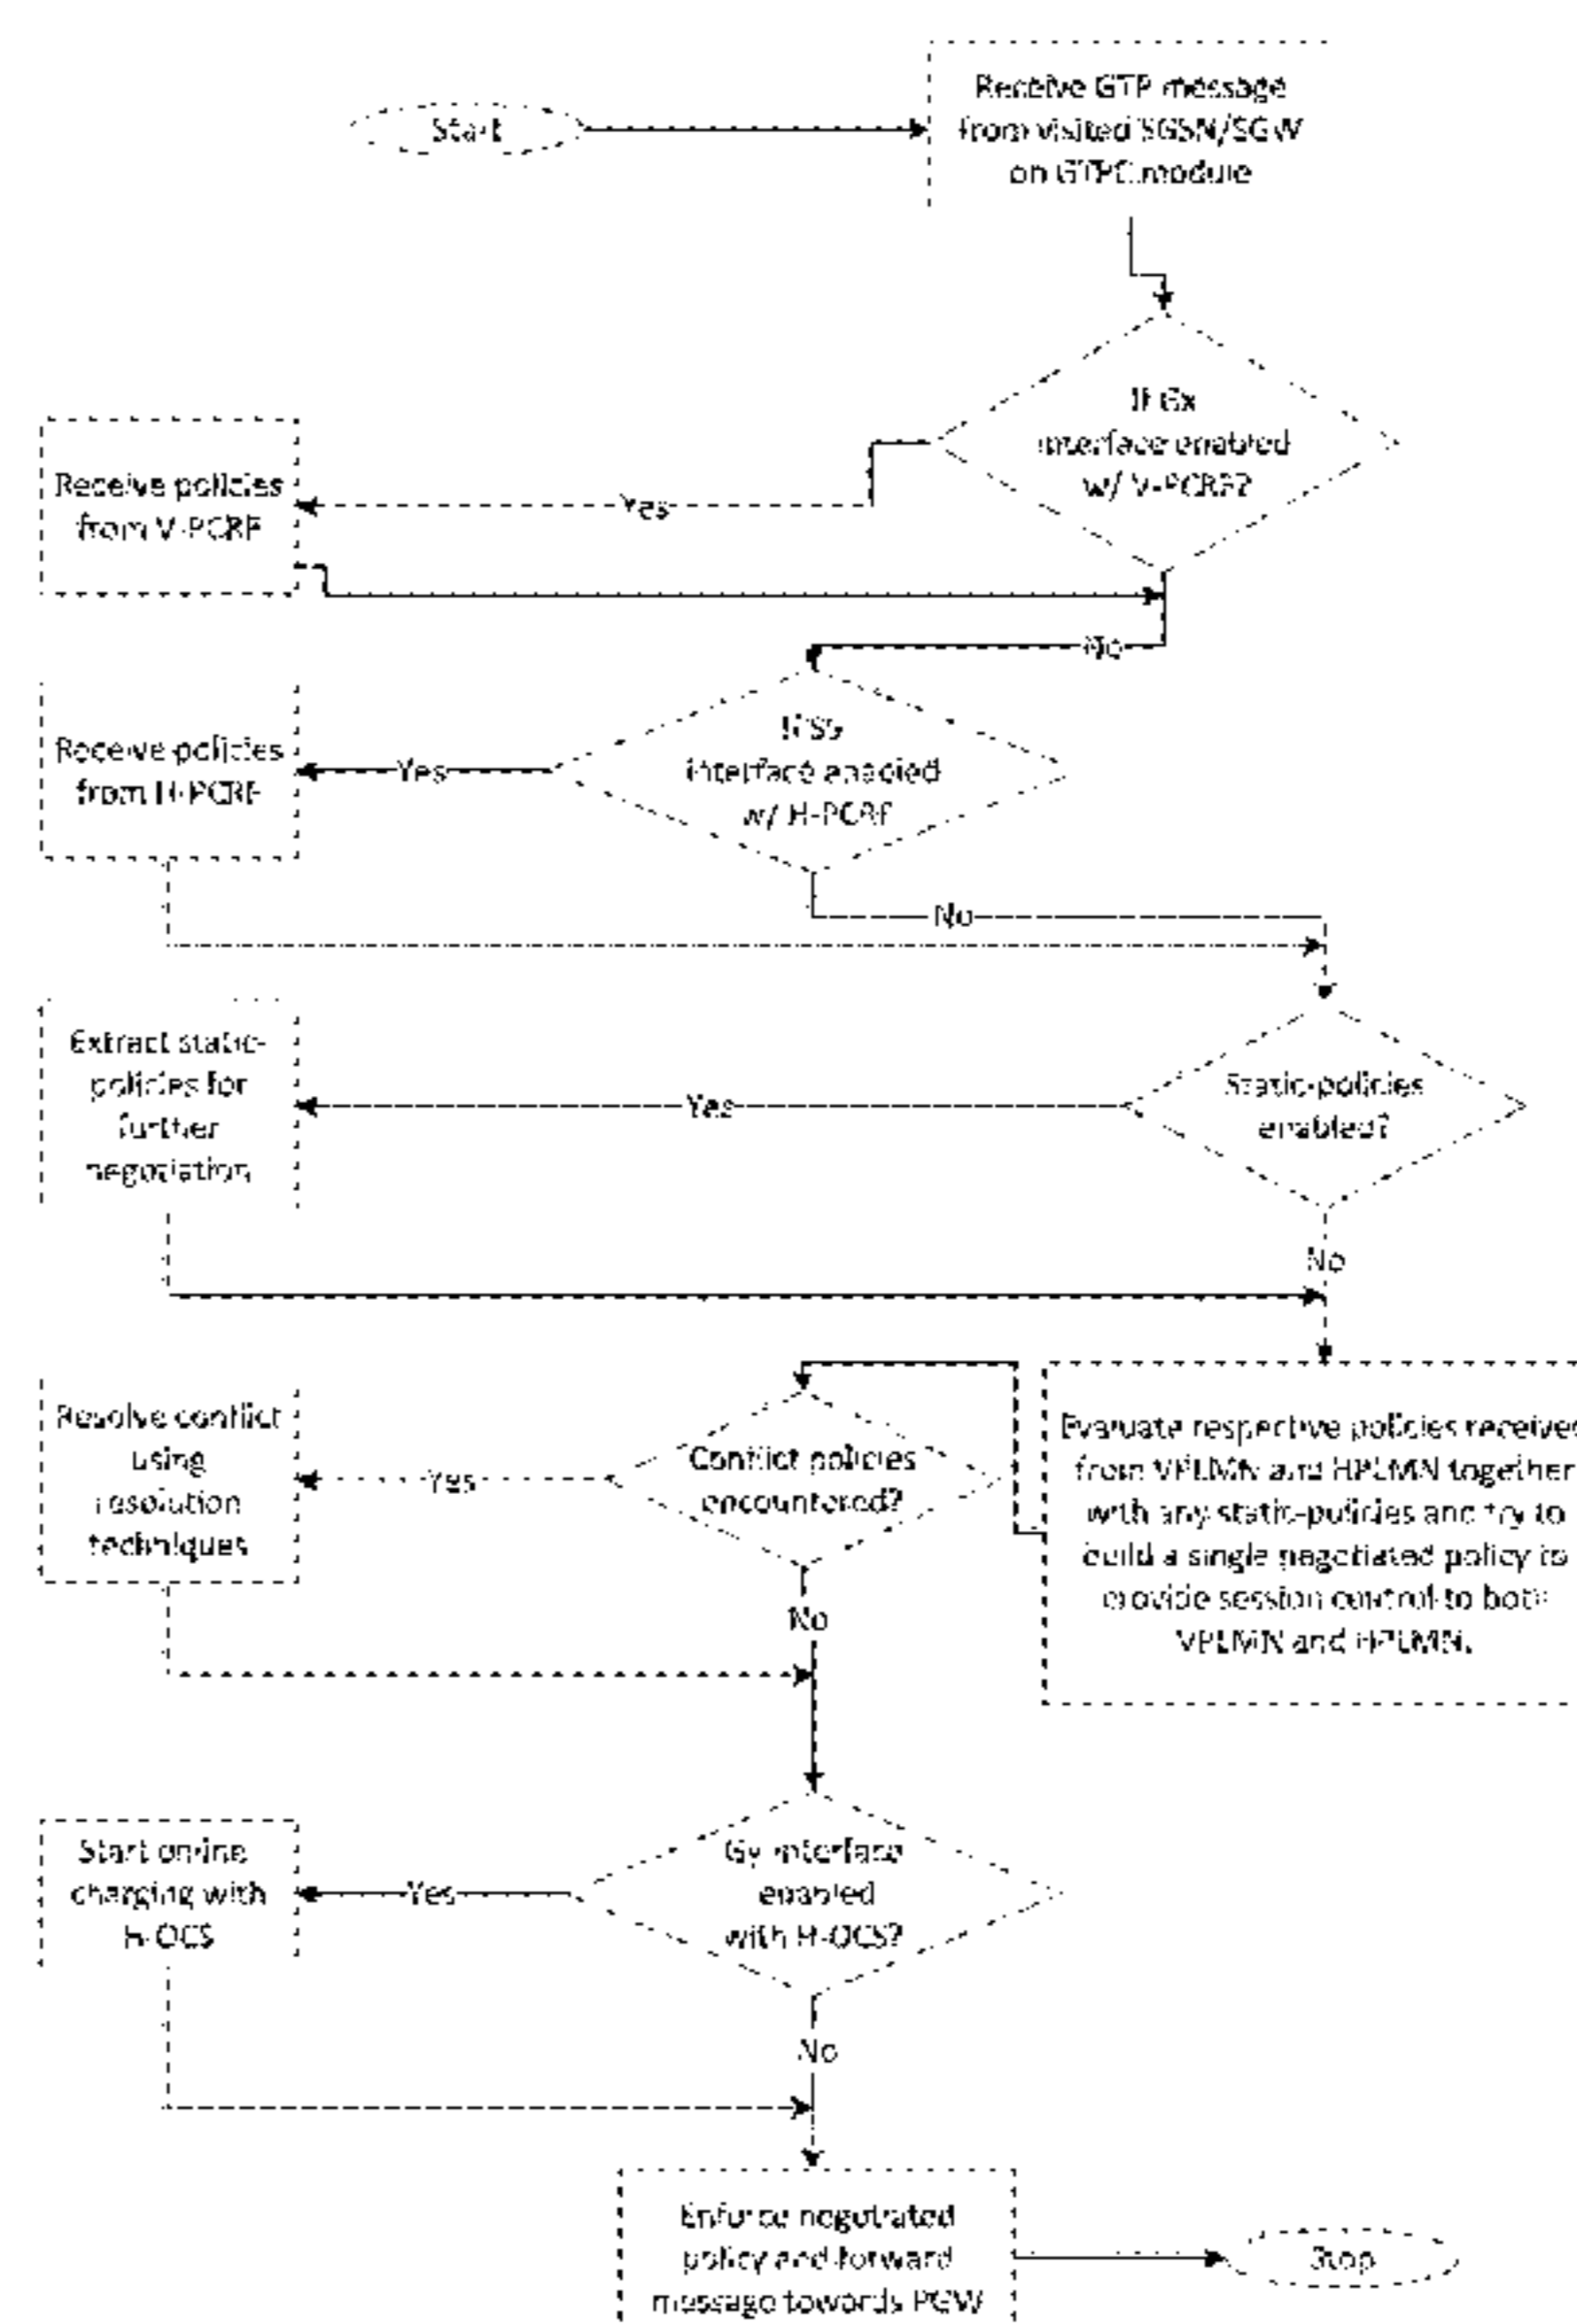 Start
Receive GTP message
from visited SGSN/SGW
on GTPC module
If Gx
interface enabled
w/ V-PCRF?
Receive policies
from V-PCRF
Yes
No
If S9
interface enabled
w/ H-PCRF
Receive policies
from H-PCRF
Yes
No
Extract static-
policies for
further
negotiation
Yes
Static-policies
enabled?
No
Resolve conflict
using
resolution
techniques
Yes
Conflict policies
encountered?
No
Evaluate respective policies received
from VPLMN and HPLMN together
with any static-policies and try to
build a single negotiated policy to
provide session control to both
VPLMN and HPLMN.
Start online
charging with
H-OCS
Yes
Gy interface
enabled
with H-OCS?
No
Enforce negotiated
policy and forward
message towards PGW
Stop